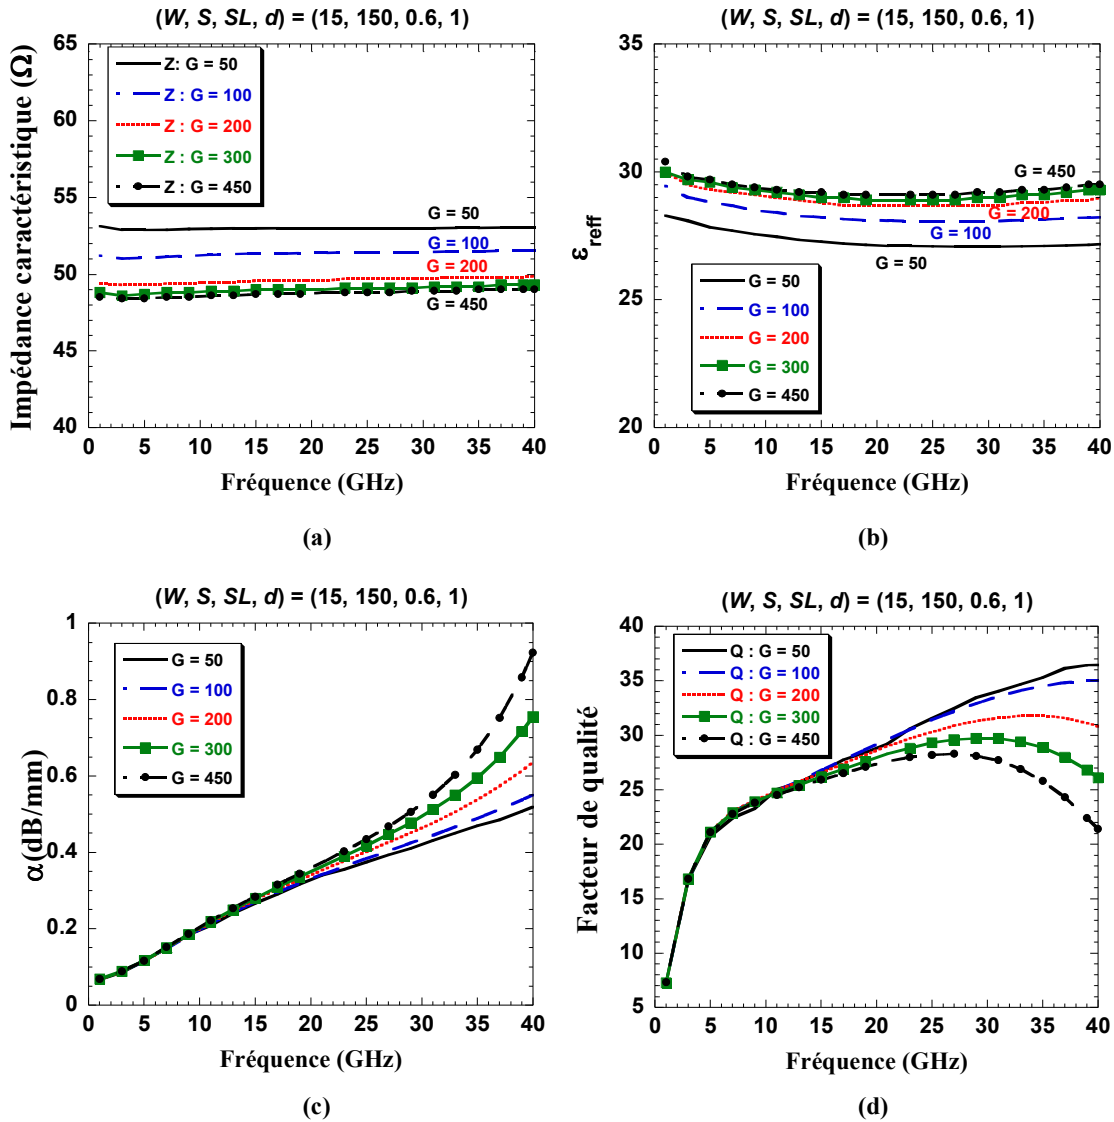 (W, S, SL, d) = (15, 150, 0.6, 1)
65
60
55
50
45
40
Impédance caractéristique (Ω)
Z: G = 50
Z : G = 100
Z : G = 200
Z : G = 300
Z: G = 450
G = 50
G = 100
G = 200
G = 450
0 5 10 15 20 25 30 35 40
Fréquence (GHz)
(a)
(W, S, SL, d) = (15, 150, 0.6, 1)
35
30
25
20
εreff
G = 450
G = 200
G = 100
G = 50
G = 50
G = 100
G = 200
G = 300
G = 450
0 5 10 15 20 25 30 35 40
Fréquence (GHz)
(b)
(W, S, SL, d) = (15, 150, 0.6, 1)
1
0.8
0.6
0.4
0.2
0
α(dB/mm)
G = 50
G = 100
G = 200
G = 300
G = 450
0 5 10 15 20 25 30 35 40
Fréquence (GHz)
(c)
(W, S, SL, d) = (15, 150, 0.6, 1)
40
35
30
25
20
15
10
5
Facteur de qualité
Q : G = 50
Q : G = 100
Q : G = 200
Q : G = 300
Q : G = 450
0 5 10 15 20 25 30 35 40
Fréquence (GHz)
(d)